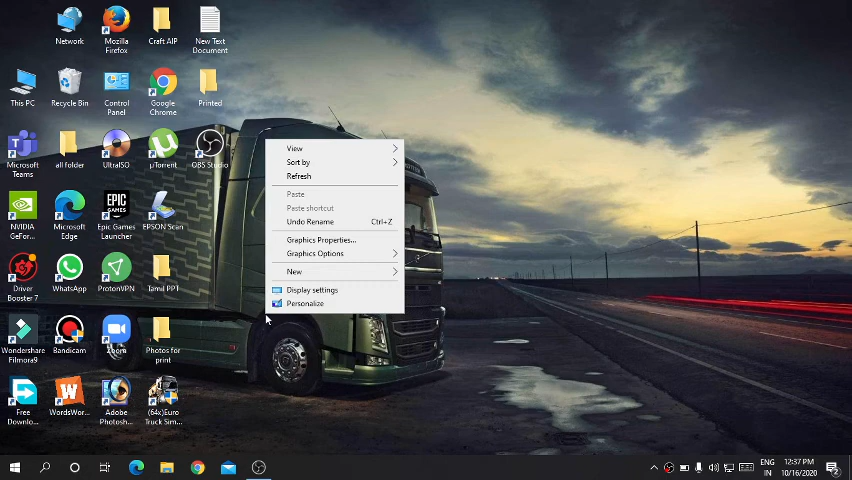 Network
Mozilla
Firefox
Craft AIP
New Text
Document
This PC
Recycle Bin
Control
Panel
Google
Chrome
Printed
Microsoft
Teams
all folder
UltraISO
µTorrent
OBS Studio
NVIDIA
GeFor...
Microsoft
Edge
Epic Games
Launcher
EPSON Scan
Driver
Booster 7
WhatsApp
ProtonVPN
Tamil PPT
Wondershare
Filmora9
Bandicam
Zoom
Photos for
print
Free
Downlo...
WordsWor...
Adobe
Photosh...
(64x)Euro
Truck Sim...
View
Sort by
Refresh
Paste
Paste shortcut
Undo Rename Ctrl+Z
Graphics Properties...
Graphics Options
New
Display settings
Personalize
ENG
IN
12:37 PM
10/16/2020
2